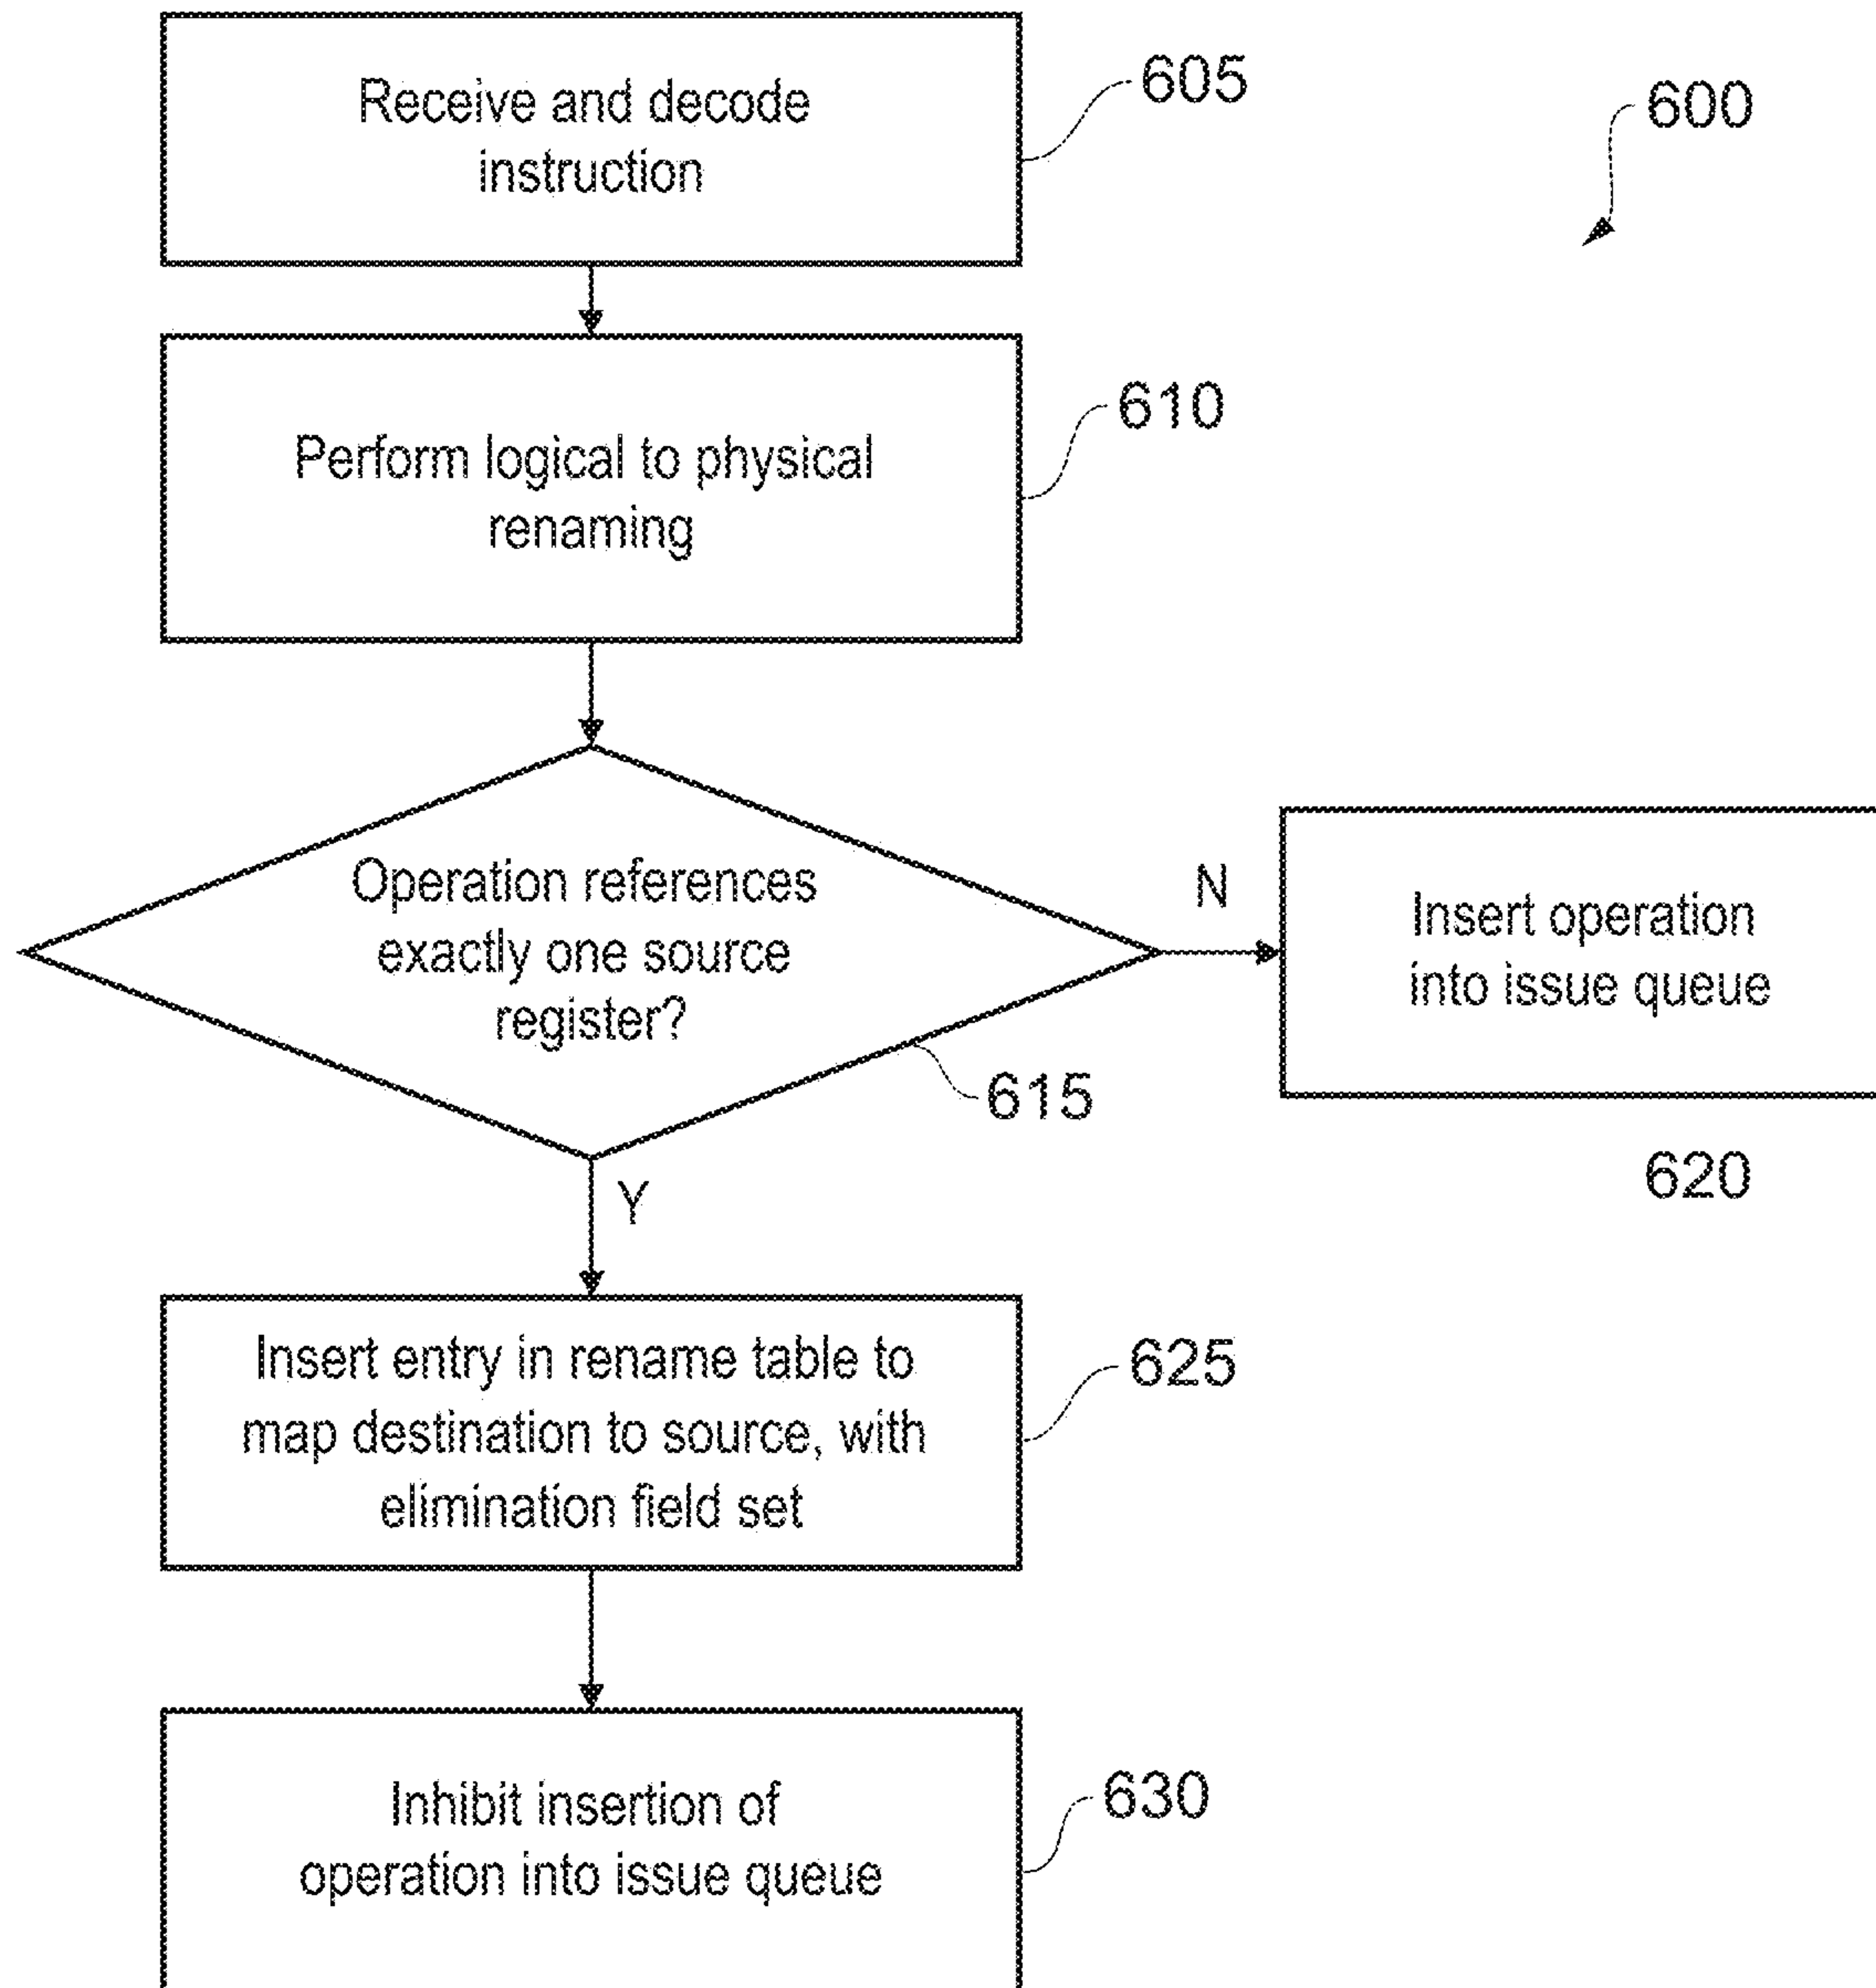 Receive and decode
instruction
605
600
Perform logical to physical
renaming
610
Operation references
exactly one source
register?
615
N
Insert operation
into issue queue
620
Y
Insert entry in rename table to
map destination to source, with
elimination field set
625
Inhibit insertion of
operation into issue queue
630